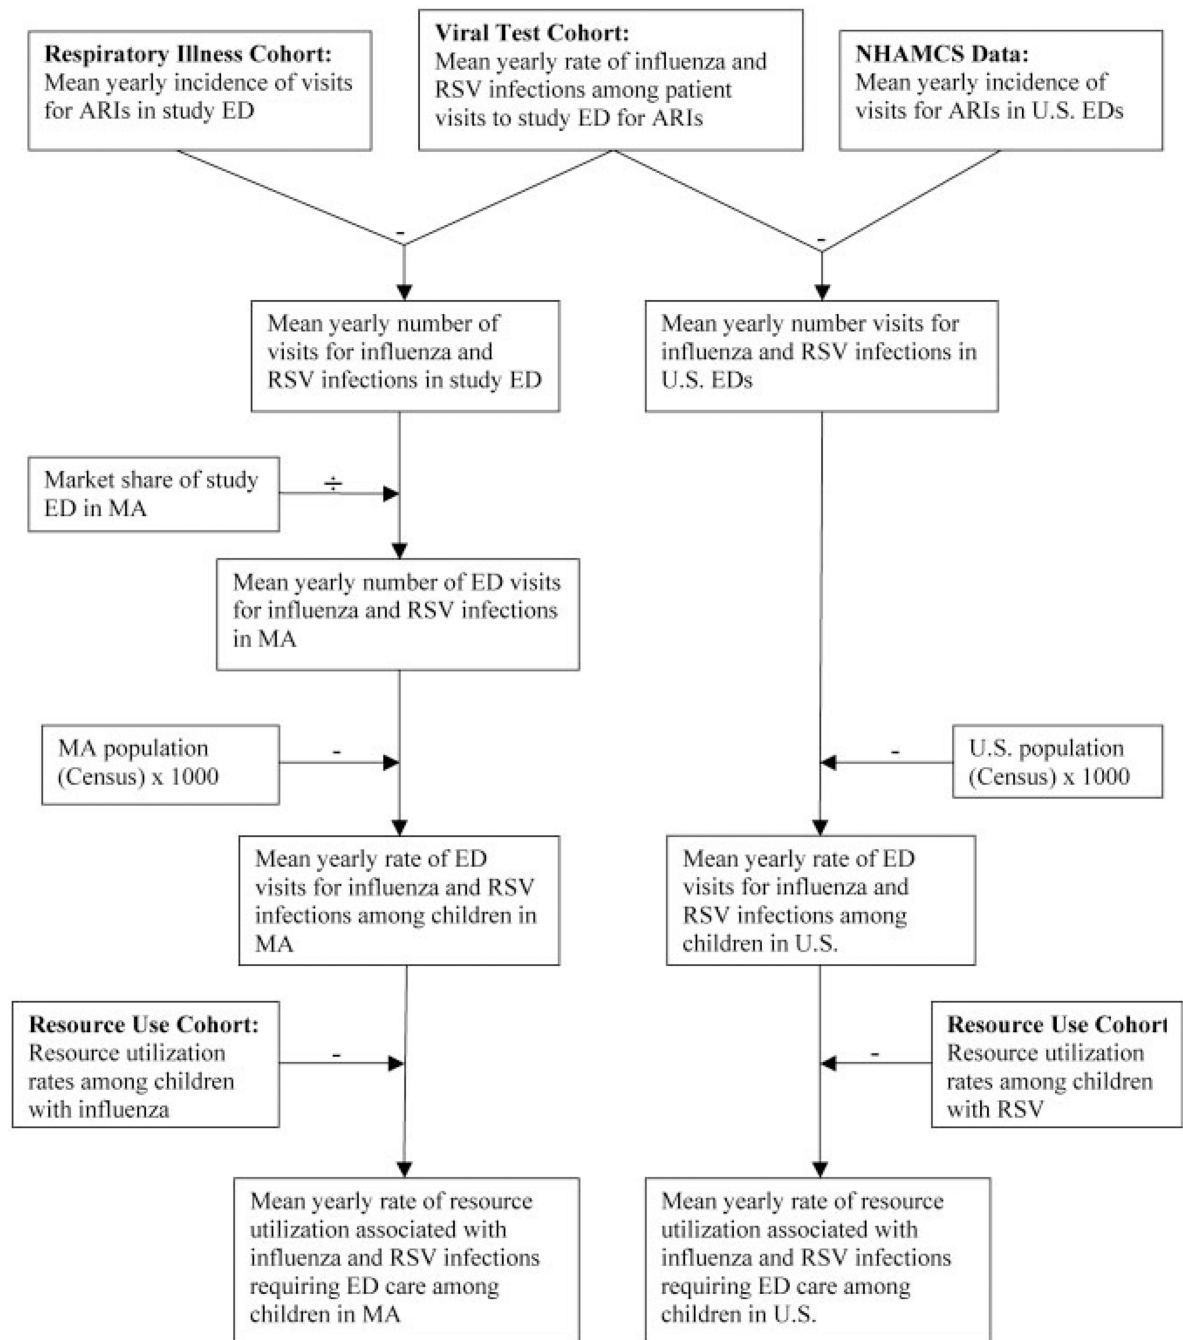 Respiratory Illness Cohort:
Mean yearly incidence of visits
for ARIs in study ED
Viral Test Cohort:
Mean yearly rate of influenza and
RSV infections among patient
visits to study ED for ARIs
NHAMCS Data:
Mean yearly incidence of
visits for ARIs in U.S. EDs
-
-
Mean yearly number of
visits for influenza and
RSV infections in study ED
Mean yearly number visits for
influenza and RSV infections in
U.S. EDs
Market share of study
ED in MA
÷
Mean yearly number of ED visits
for influenza and RSV infections
in MA
MA population
(Census) x 1000
-
-
U.S. population
(Census) x 1000
Mean yearly rate of ED
visits for influenza and RSV
infections among children in
MA
Mean yearly rate of ED
visits for influenza and
RSV infections among
children in U.S.
Resource Use Cohort:
Resource utilization
rates among children
with influenza
-
-
Resource Use Cohort
Resource utilization
rates among children
with RSV
Mean yearly rate of resource
utilization associated with
influenza and RSV infections
requiring ED care among
children in MA
Mean yearly rate of resource
utilization associated with
influenza and RSV infections
requiring ED care among
children in U.S.